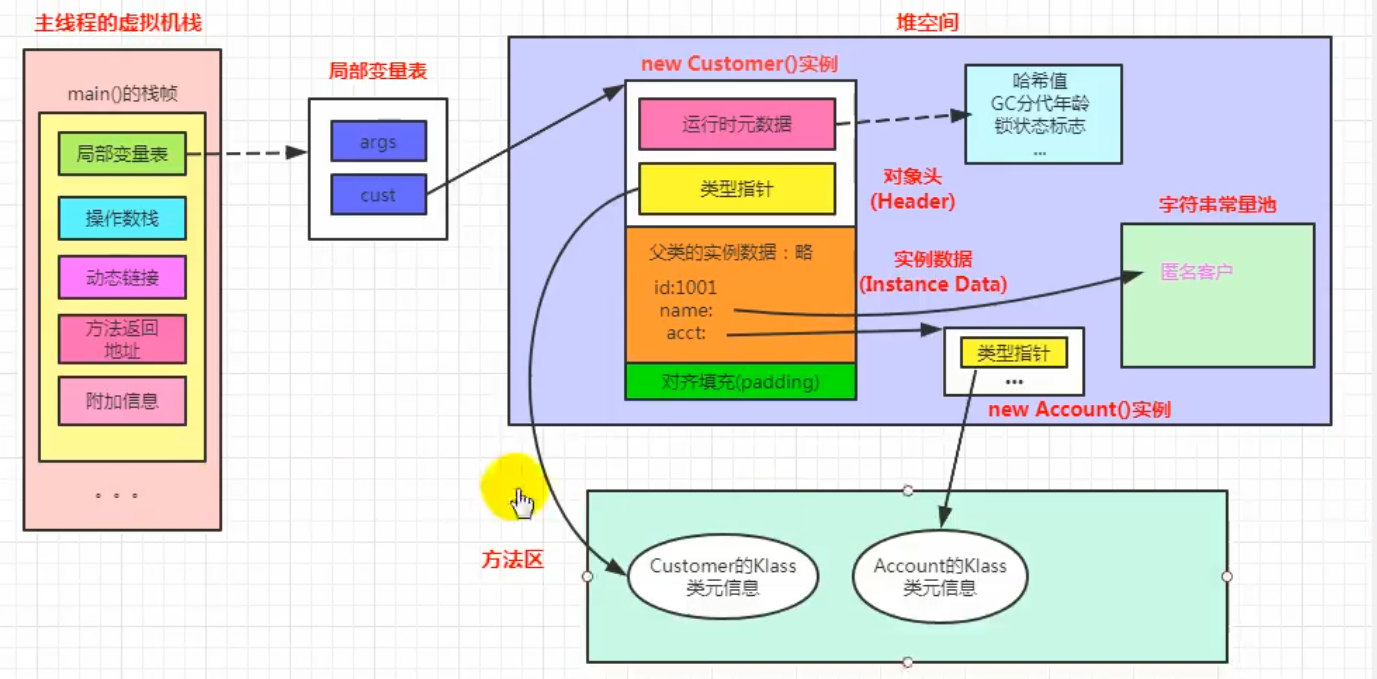 主线程的虚拟机栈
main()的栈帧
局部变量表
操作数栈
动态链接
方法返回
地址
附加信息
。。。
局部变量表
args
cust
堆空间
new Customer()实例
运行时元数据
类型指针
哈希值
GC分代年龄
锁状态标志
...
对象头
(Header)
父类的实例数据：略
id:1001
name:
acct:
实例数据
(Instance Data)
对齐填充(padding)
字符串常量池
匿名客户
类型指针
...
new Account()实例
方法区
Customer的Klass
类元信息
Account的Klass
类元信息